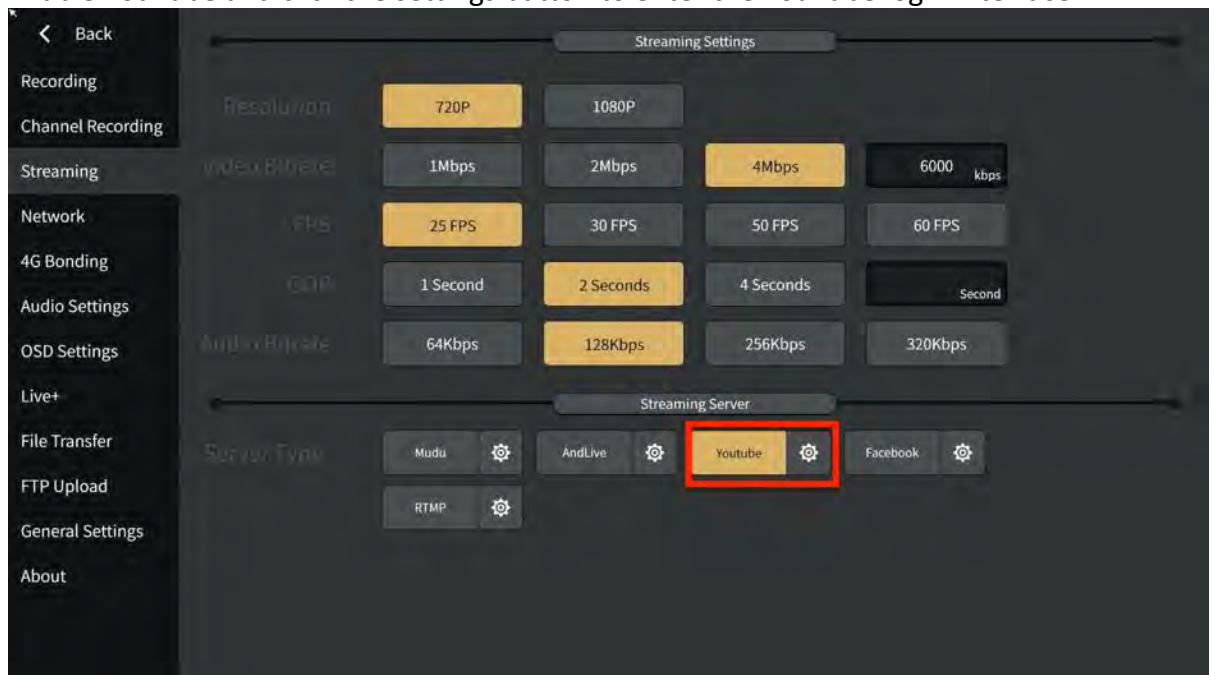 Back
Streaming Settings
Recording
Resolution 720P 1080P
Channel Recording
Video Bitrate 1Mbps 2Mbps 4Mbps 6000 kbps
Streaming
Network
FPS 25 FPS 30 FPS 50 FPS 60 FPS
4G Bonding
GOP 1 Second 2 Seconds 4 Seconds Second
Audio Settings
Audio Bitrate 64Kbps 128Kbps 256Kbps 320Kbps
OSD Settings
Live+
Streaming Server
File Transfer
Server Type Mudu AndLive Youtube Facebook
FTP Upload
RTMP
General Settings
About